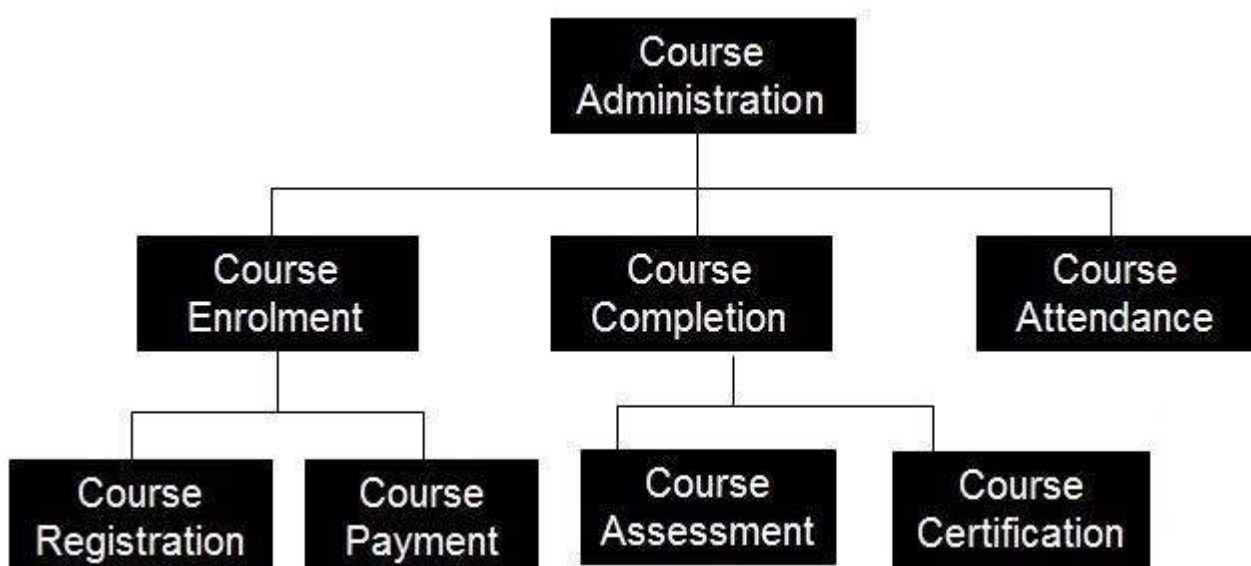 Course
Administration
Course
Enrolment
Course
Completion
Course
Attendance
Course
Registration
Course
Payment
Course
Assessment
Course
Certification